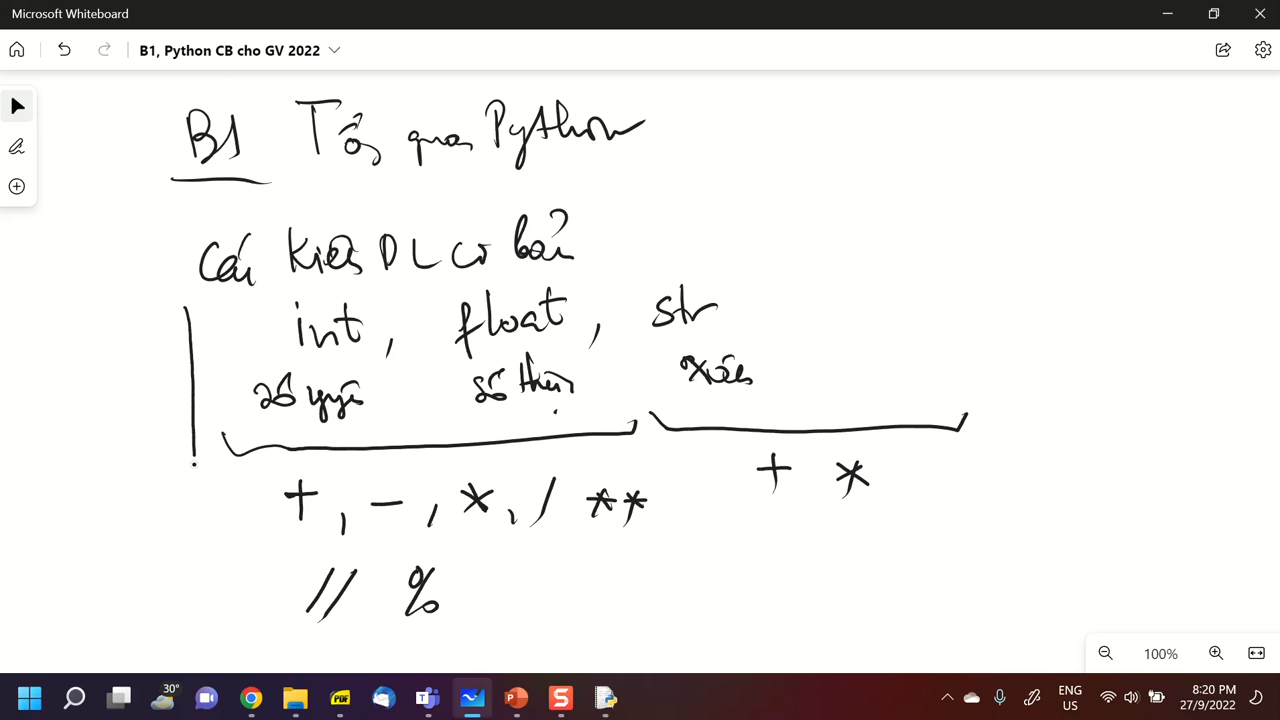 Microsoft Whiteboard
B1, Python CB cho GV 2022
B1 Tổng quan Python
Các kiểu DL cơ bản
int, float, str
số nguyên số thực xâu
+, -, *, / ** + *
// %
100%
30°
PDF
ENG
US
8:20 PM
27/9/2022